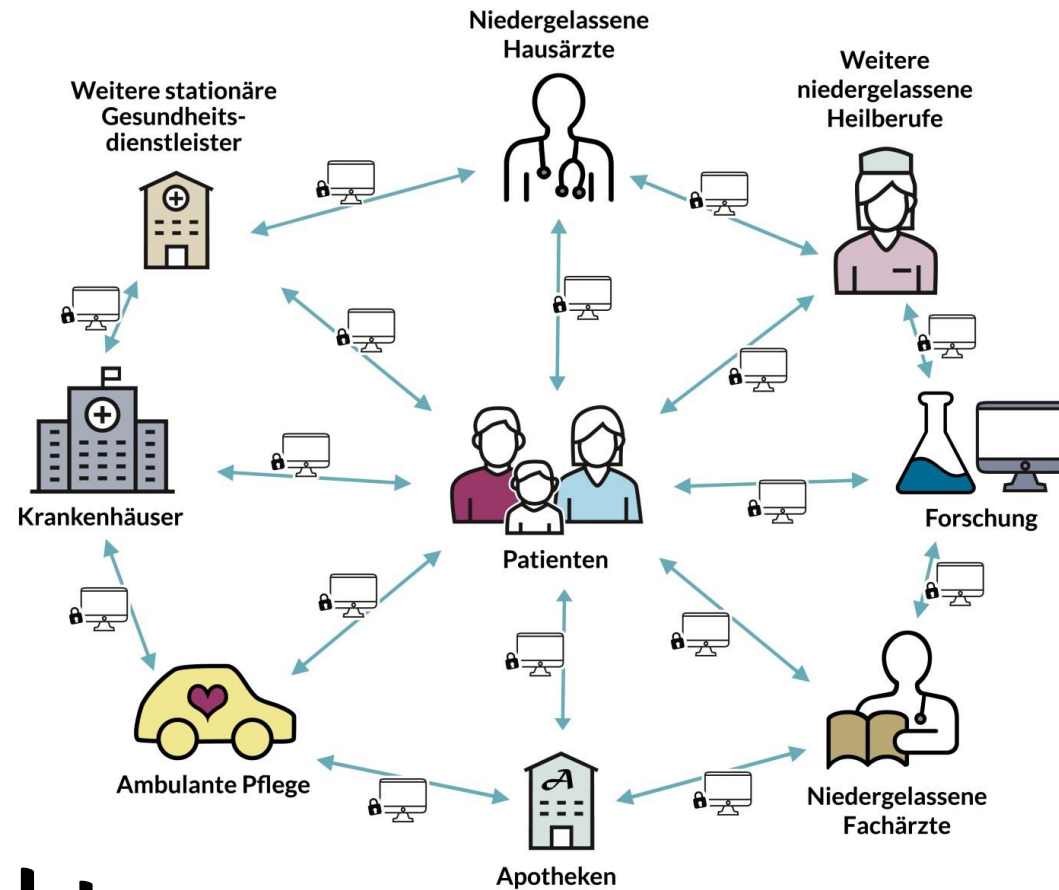 Niedergelassene
Hausärzte
Weitere
niedergelassene
Heilberufe
Weitere stationäre
Gesundheits-
dienstleister
Krankenhäuser
Patienten
Forschung
Ambulante Pflege
Niedergelassene
Fachärzte
A
Apotheken